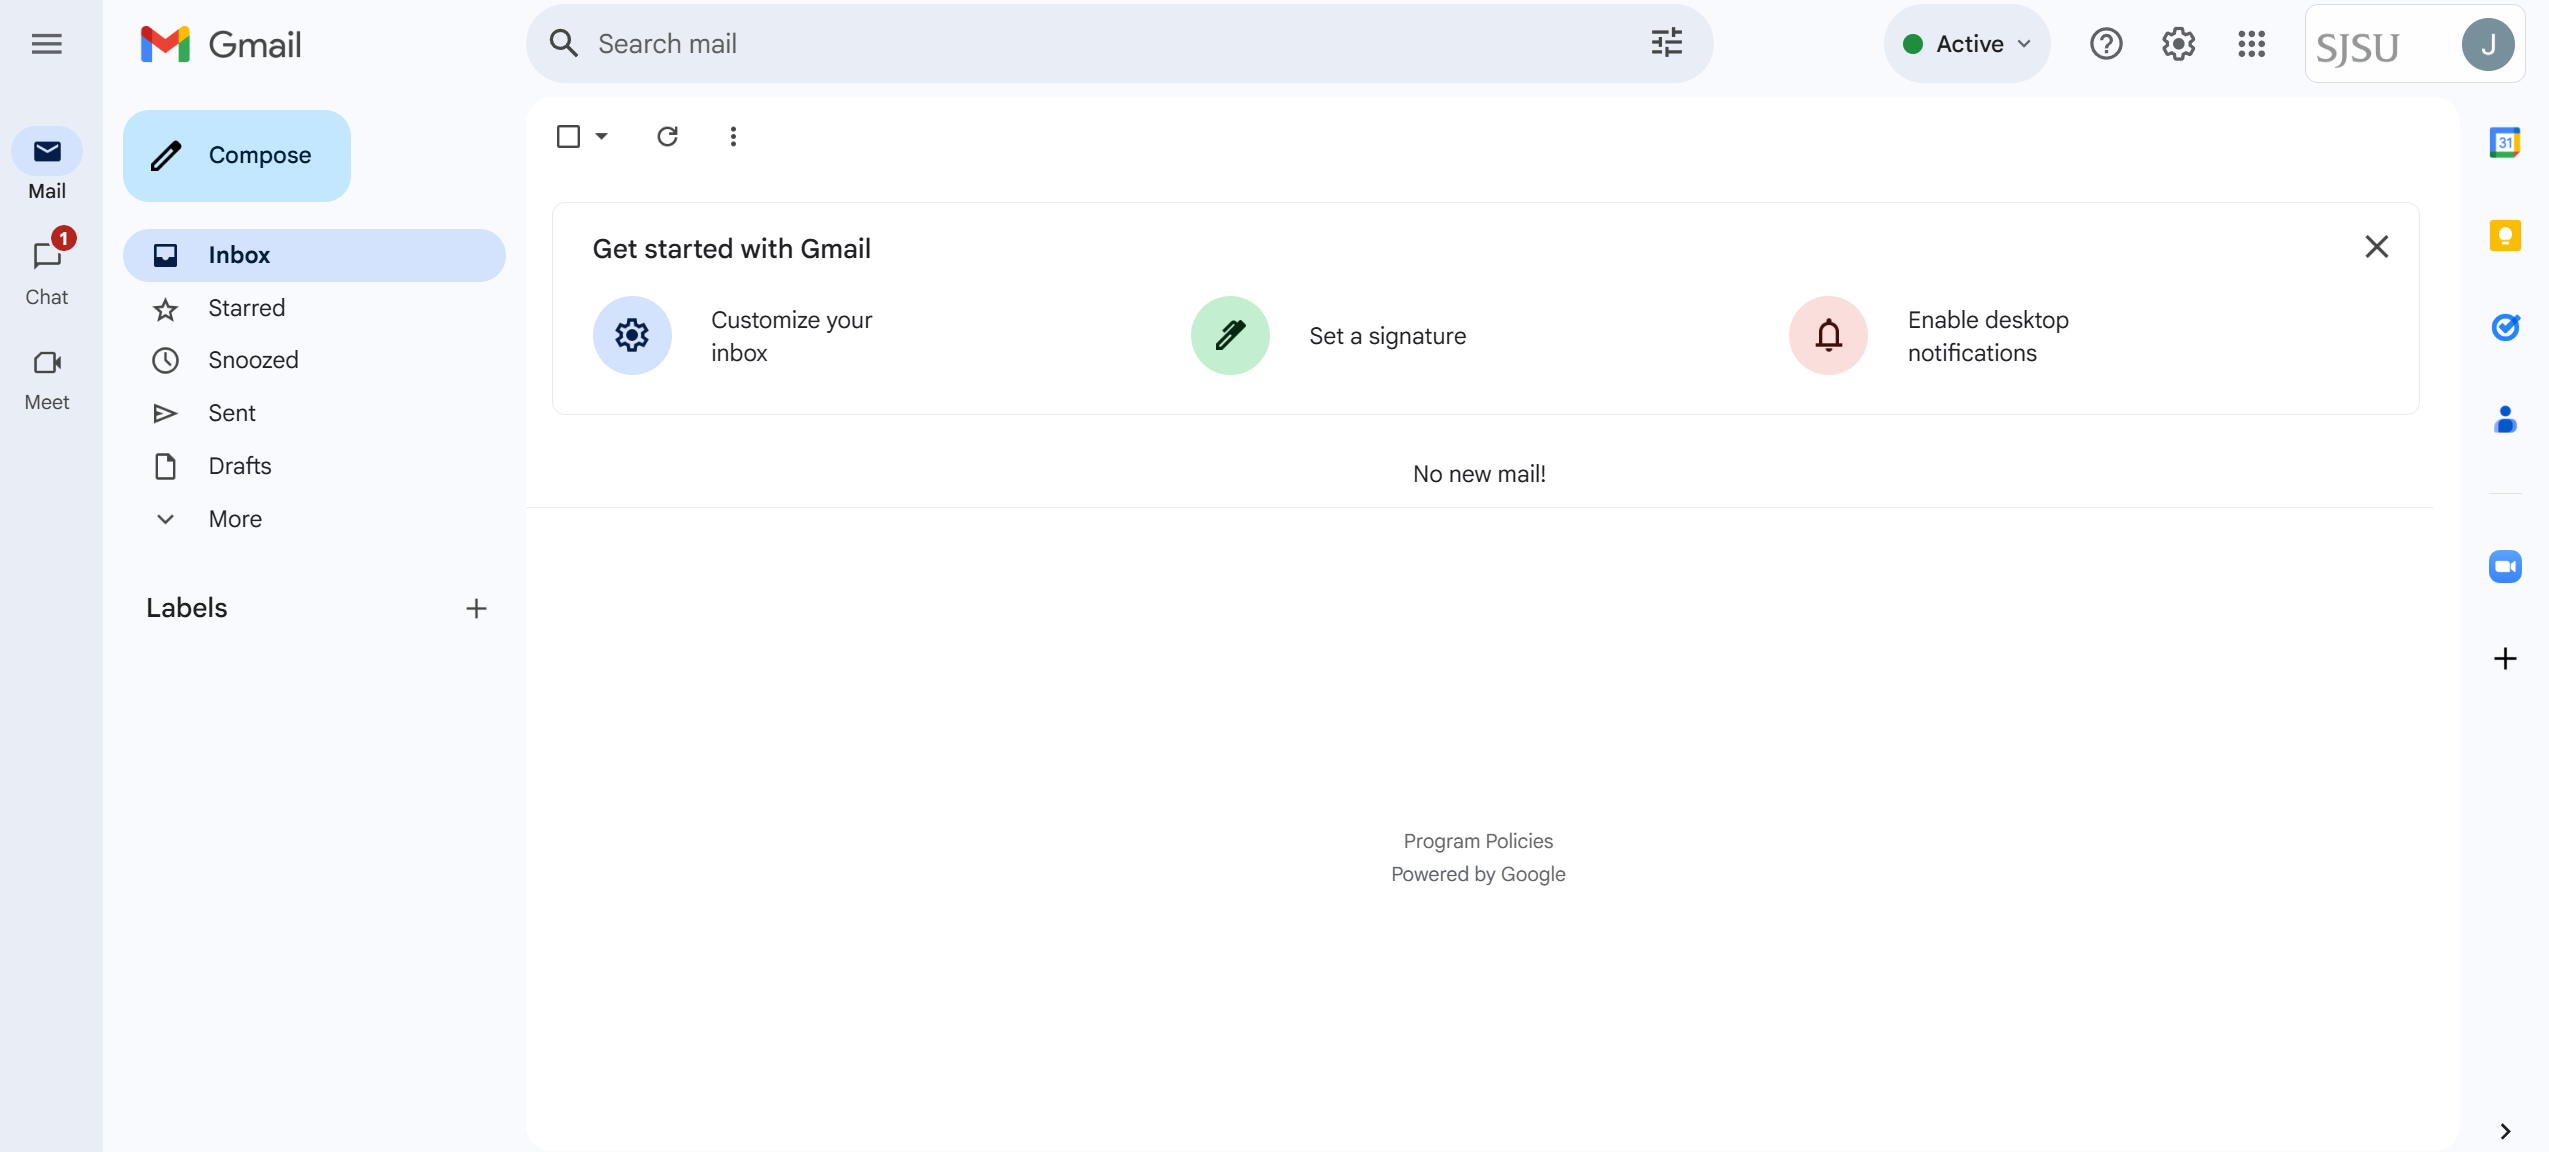 Gmail
Search mail
Active
SJSU
J
Compose
Mail
1
Chat
Meet
Inbox
Starred
Snoozed
Sent
Drafts
More
Labels
Get started with Gmail
Customize your
inbox
Set a signature
Enable desktop
notifications
No new mail!
Program Policies
Powered by Google
31